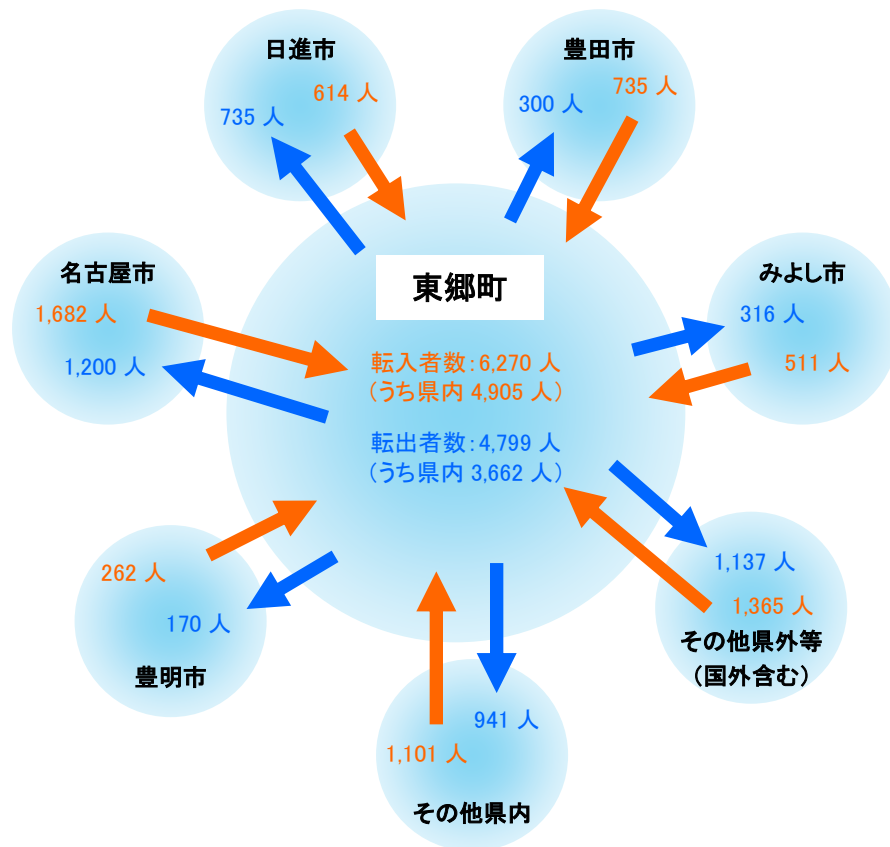 日進市
614 人
735 人
豊田市
735 人
300 人
名古屋市
1,682 人
1,200 人
東郷町
転入者数：6,270 人
（うち県内 4,905 人）
転出者数：4,799 人
（うち県内 3,662 人）
みよし市
316 人
511 人
262 人
170 人
豊明市
1,137 人
1,365 人
その他県外等
（国外含む）
941 人
1,101 人
その他県内